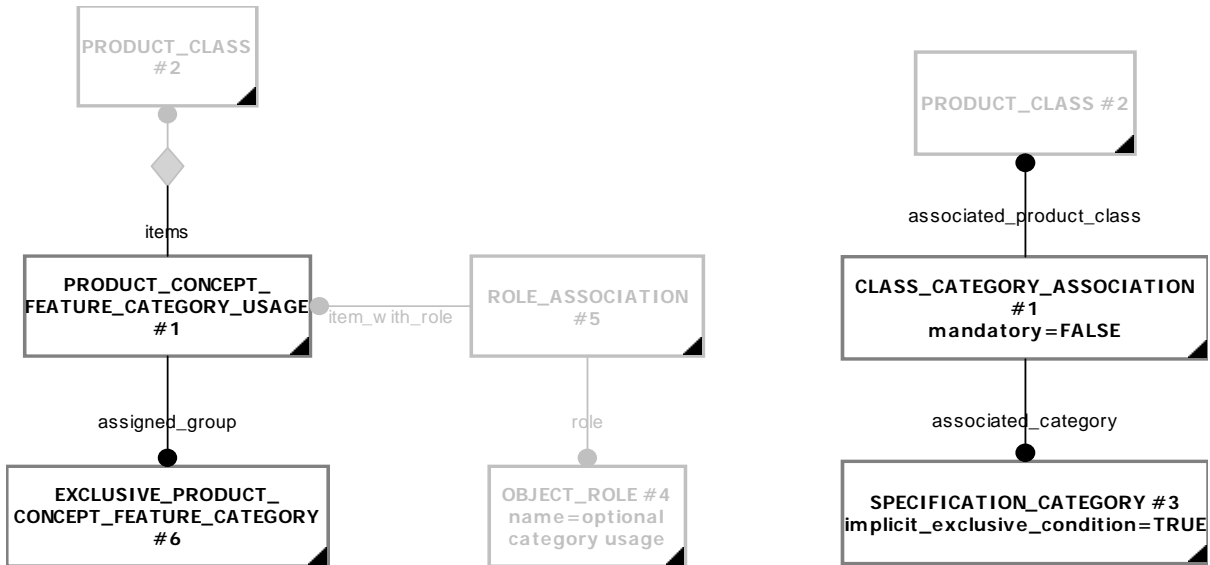 PRODUCT_CLASS
#2
items
PRODUCT_CONCEPT_
FEATURE_CATEGORY_USAGE
#1
item_with_role
ROLE_ASSOCIATION
#5
assigned_group
role
EXCLUSIVE_PRODUCT_
CONCEPT_FEATURE_CATEGORY
#6
OBJECT_ROLE #4
name=optional
category usage
PRODUCT_CLASS #2
associated_product_class
CLASS_CATEGORY_ASSOCIATION
#1
mandatory=FALSE
associated_category
SPECIFICATION_CATEGORY #3
implicit_exclusive_condition=TRUE